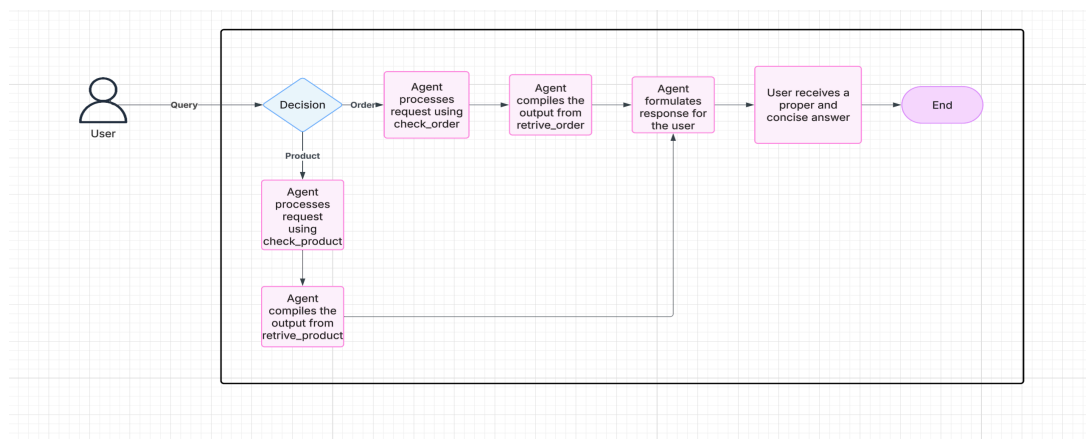 User
Query
Decision
Order
Agent
processes
request using
check_order
Agent
compiles the
output from
retrive_order
Agent
formulates
response for
the user
User receives a
proper and
concise answer
End
Product
Agent
processes
request
using
check_product
Agent
compiles the
output from
retrive_product